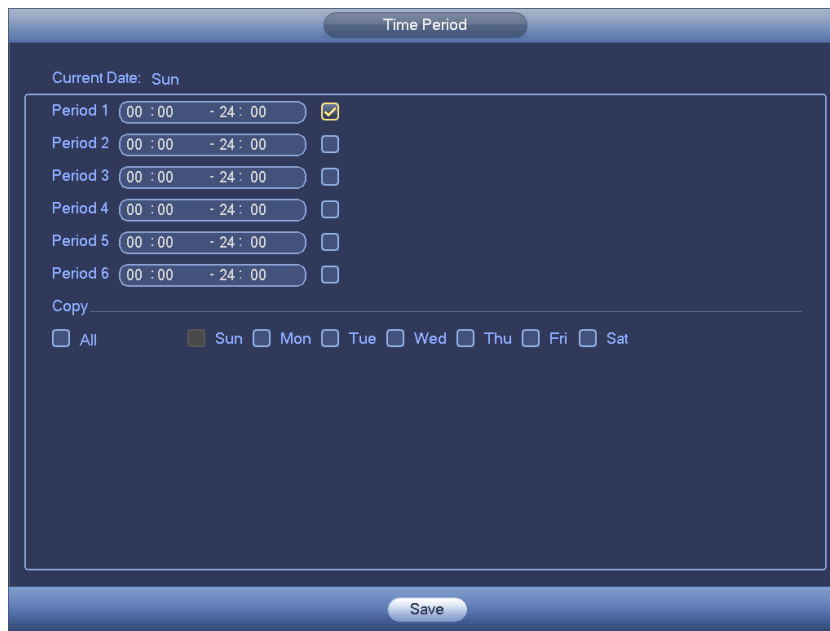 Time Period
Current Date: Sun
Period 1 00 :00 - 24 : 00
Period 2 00 :00 - 24 : 00
Period 3 00 :00 - 24 : 00
Period 4 00 :00 - 24 : 00
Period 5 00 :00 - 24 : 00
Period 6 00 :00 - 24 : 00
Copy
All Sun Mon Tue Wed Thu Fri Sat
Save